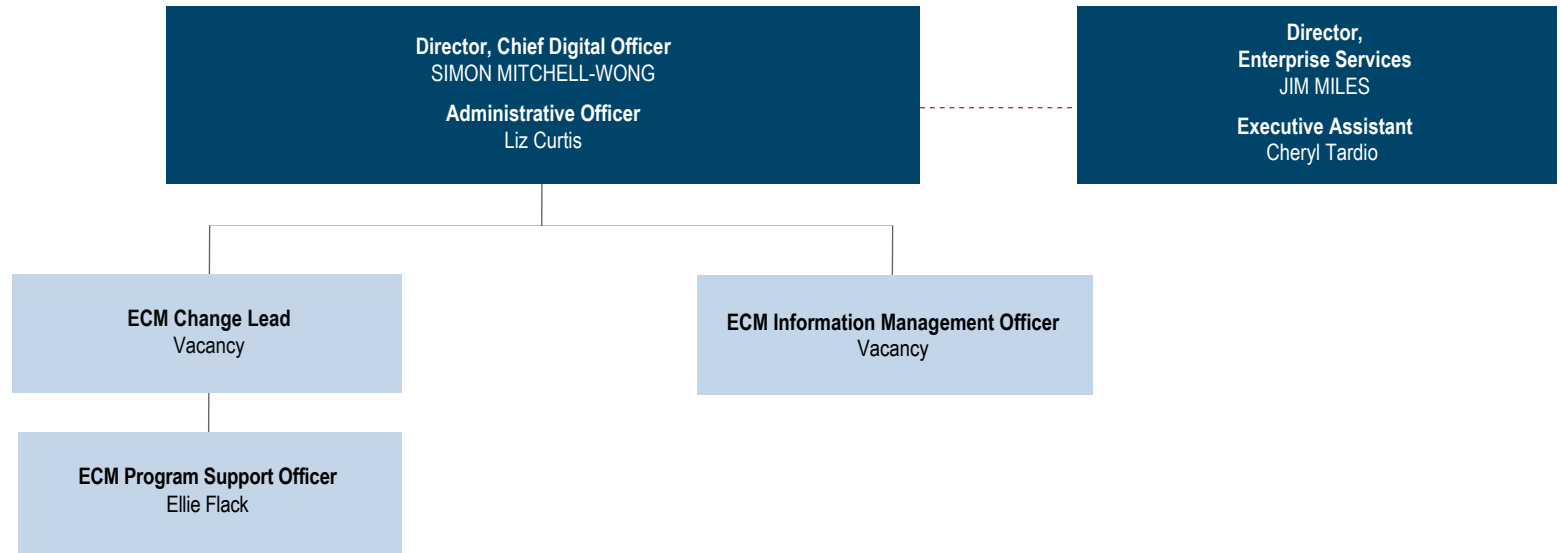 Director, Chief Digital Officer
SIMON MITCHELL-WONG
Administrative Officer
Liz Curtis
Director,
Enterprise Services
JIM MILES
Executive Assistant
Cheryl Tardio
ECM Change Lead
Vacancy
ECM Information Management Officer
Vacancy
ECM Program Support Officer
Ellie Flack